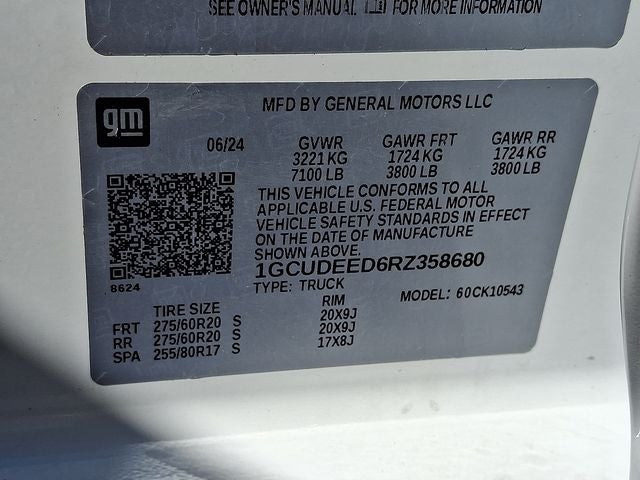 SEE OWNER'S MANUAL FOR MORE INFORMATION
gm
MFD BY GENERAL MOTORS LLC
06/24 GVWR GAWR FRT GAWR RR
3221 KG 1724 KG 1724 KG
7100 LB 3800 LB 3800 LB
THIS VEHICLE CONFORMS TO ALL
APPLICABLE U.S. FEDERAL MOTOR
VEHICLE SAFETY STANDARDS IN EFFECT
ON THE DATE OF MANUFACTURE
SHOWN ABOVE.
1GCUDEED6RZ358680
8624
TYPE: TRUCK MODEL: 60CK10543
TIRE SIZE RIM
FRT 275/60R20 S 20X9J
RR 275/60R20 S 20X9J
SPA 255/80R17 S 17X8J